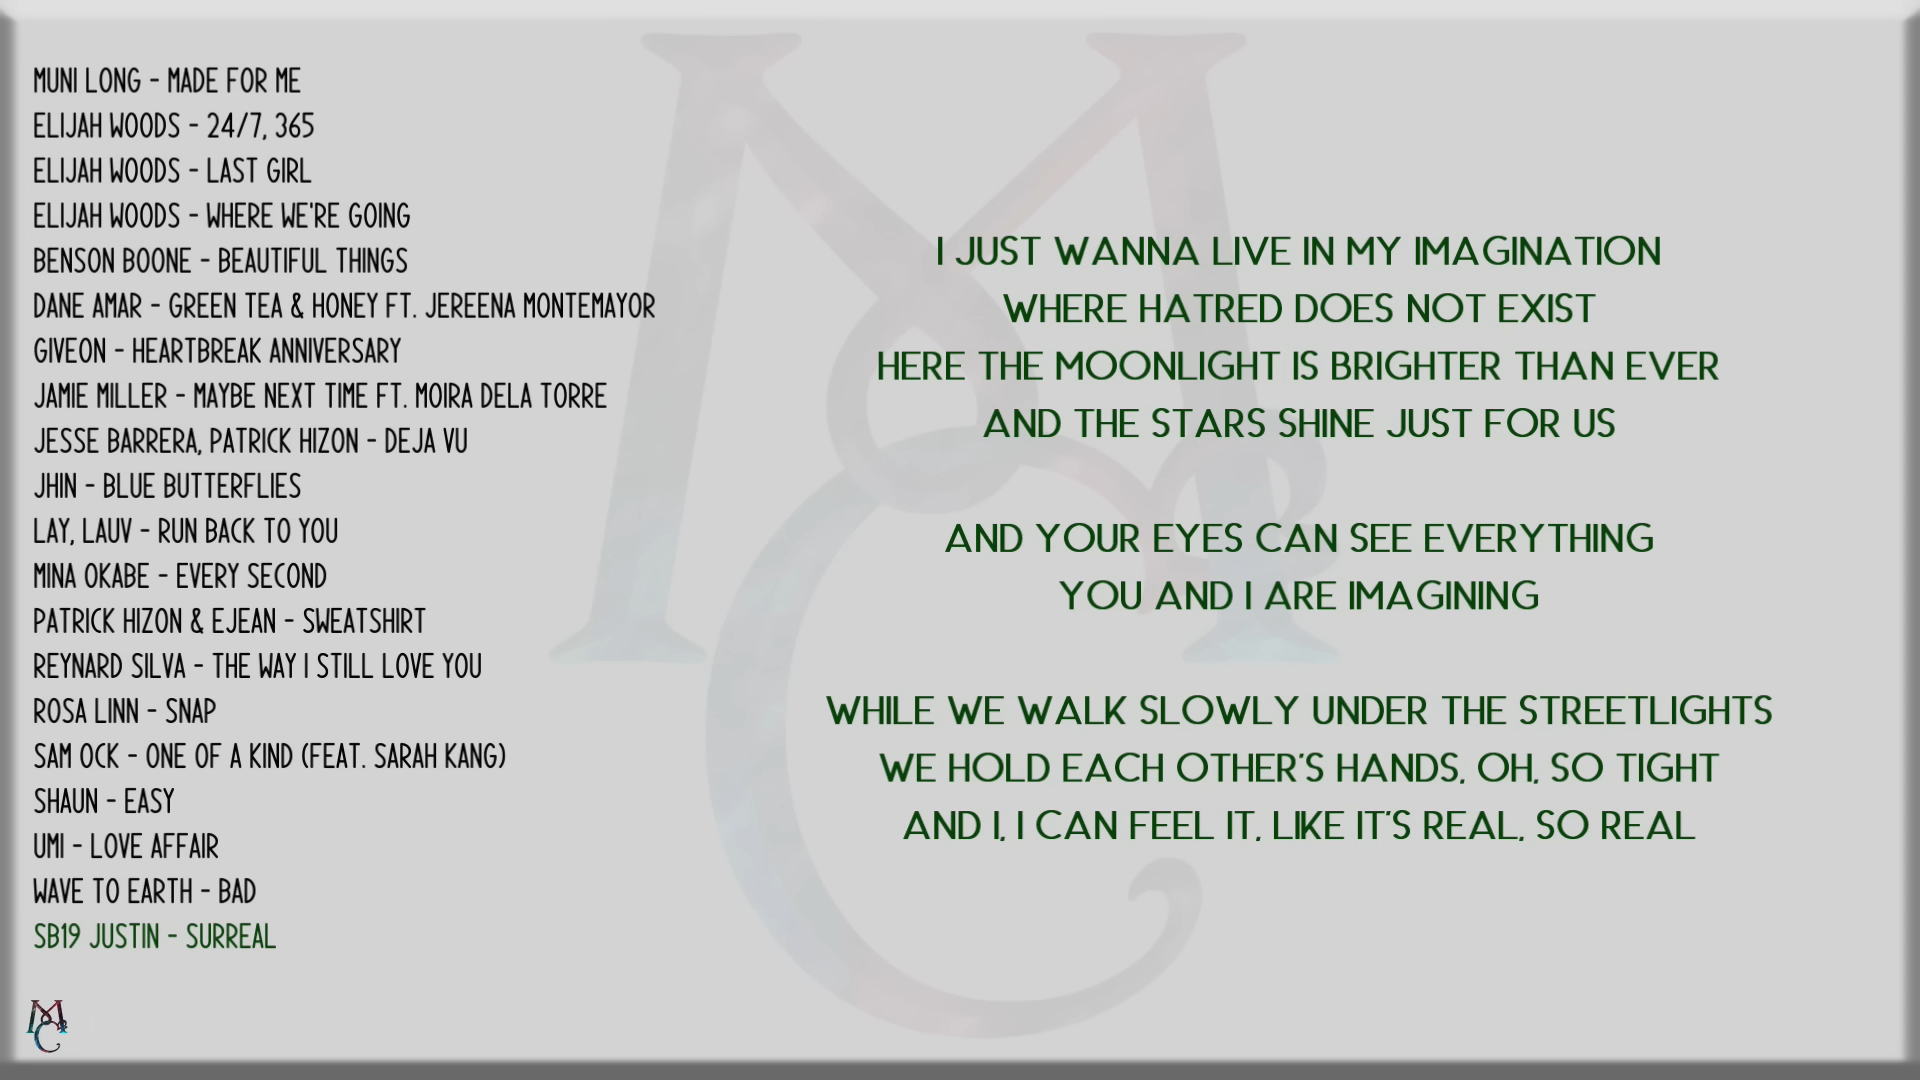 MUNI LONG - MADE FOR ME
ELIJAH WOODS - 24/7, 365
ELIJAH WOODS - LAST GIRL
ELIJAH WOODS - WHERE WE'RE GOING
BENSON BOONE - BEAUTIFUL THINGS
DANE AMAR - GREEN TEA & HONEY FT. JEREENA MONTEMAYOR
GIVEON - HEARTBREAK ANNIVERSARY
JAMIE MILLER - MAYBE NEXT TIME FT. MOIRA DELA TORRE
JESSE BARRERA, PATRICK HIZON - DEJA VU
JHIN - BLUE BUTTERFLIES
LAY, LAUV - RUN BACK TO YOU
MINA OKABE - EVERY SECOND
PATRICK HIZON & EJEAN - SWEATSHIRT
REYNARD SILVA - THE WAY I STILL LOVE YOU
ROSA LINN - SNAP
SAM OCK - ONE OF A KIND (FEAT. SARAH KANG)
SHAUN - EASY
UMI - LOVE AFFAIR
WAVE TO EARTH - BAD
SB19 JUSTIN - SURREAL
I JUST WANNA LIVE IN MY IMAGINATION
WHERE HATRED DOES NOT EXIST
HERE THE MOONLIGHT IS BRIGHTER THAN EVER
AND THE STARS SHINE JUST FOR US
AND YOUR EYES CAN SEE EVERYTHING
YOU AND I ARE IMAGINING
WHILE WE WALK SLOWLY UNDER THE STREETLIGHTS
WE HOLD EACH OTHER'S HANDS, OH, SO TIGHT
AND I, I CAN FEEL IT, LIKE IT'S REAL, SO REAL